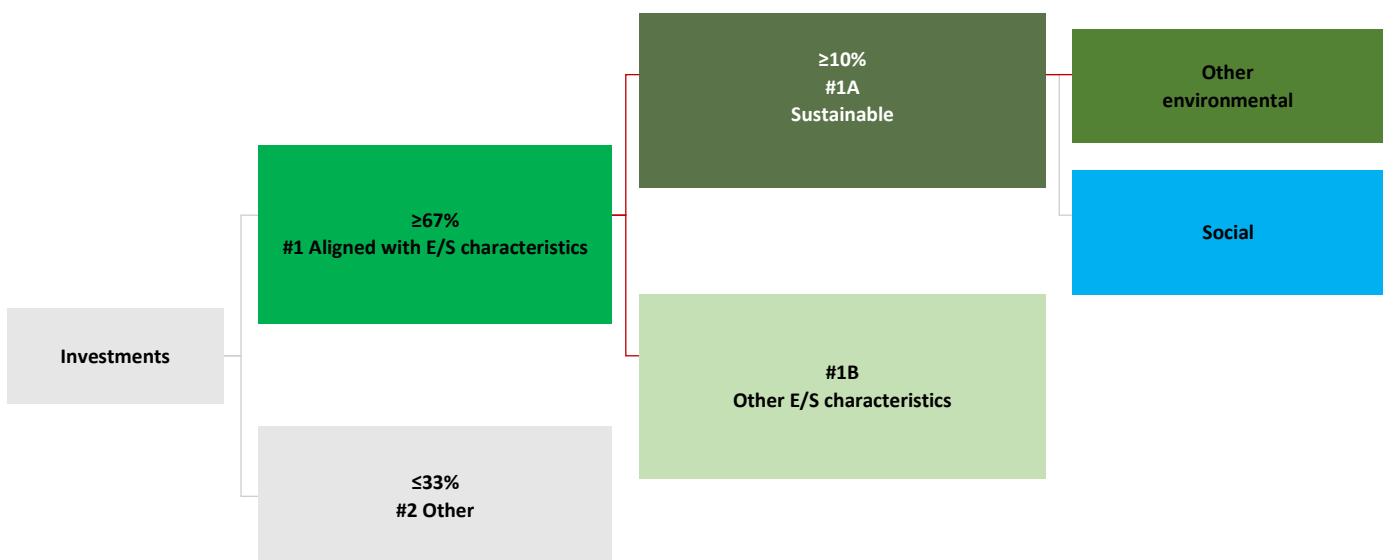 Investments
≥67%
#1 Aligned with E/S characteristics
≤33%
#2 Other
≥10%
#1A
Sustainable
#1B
Other E/S characteristics
Other
environmental
Social